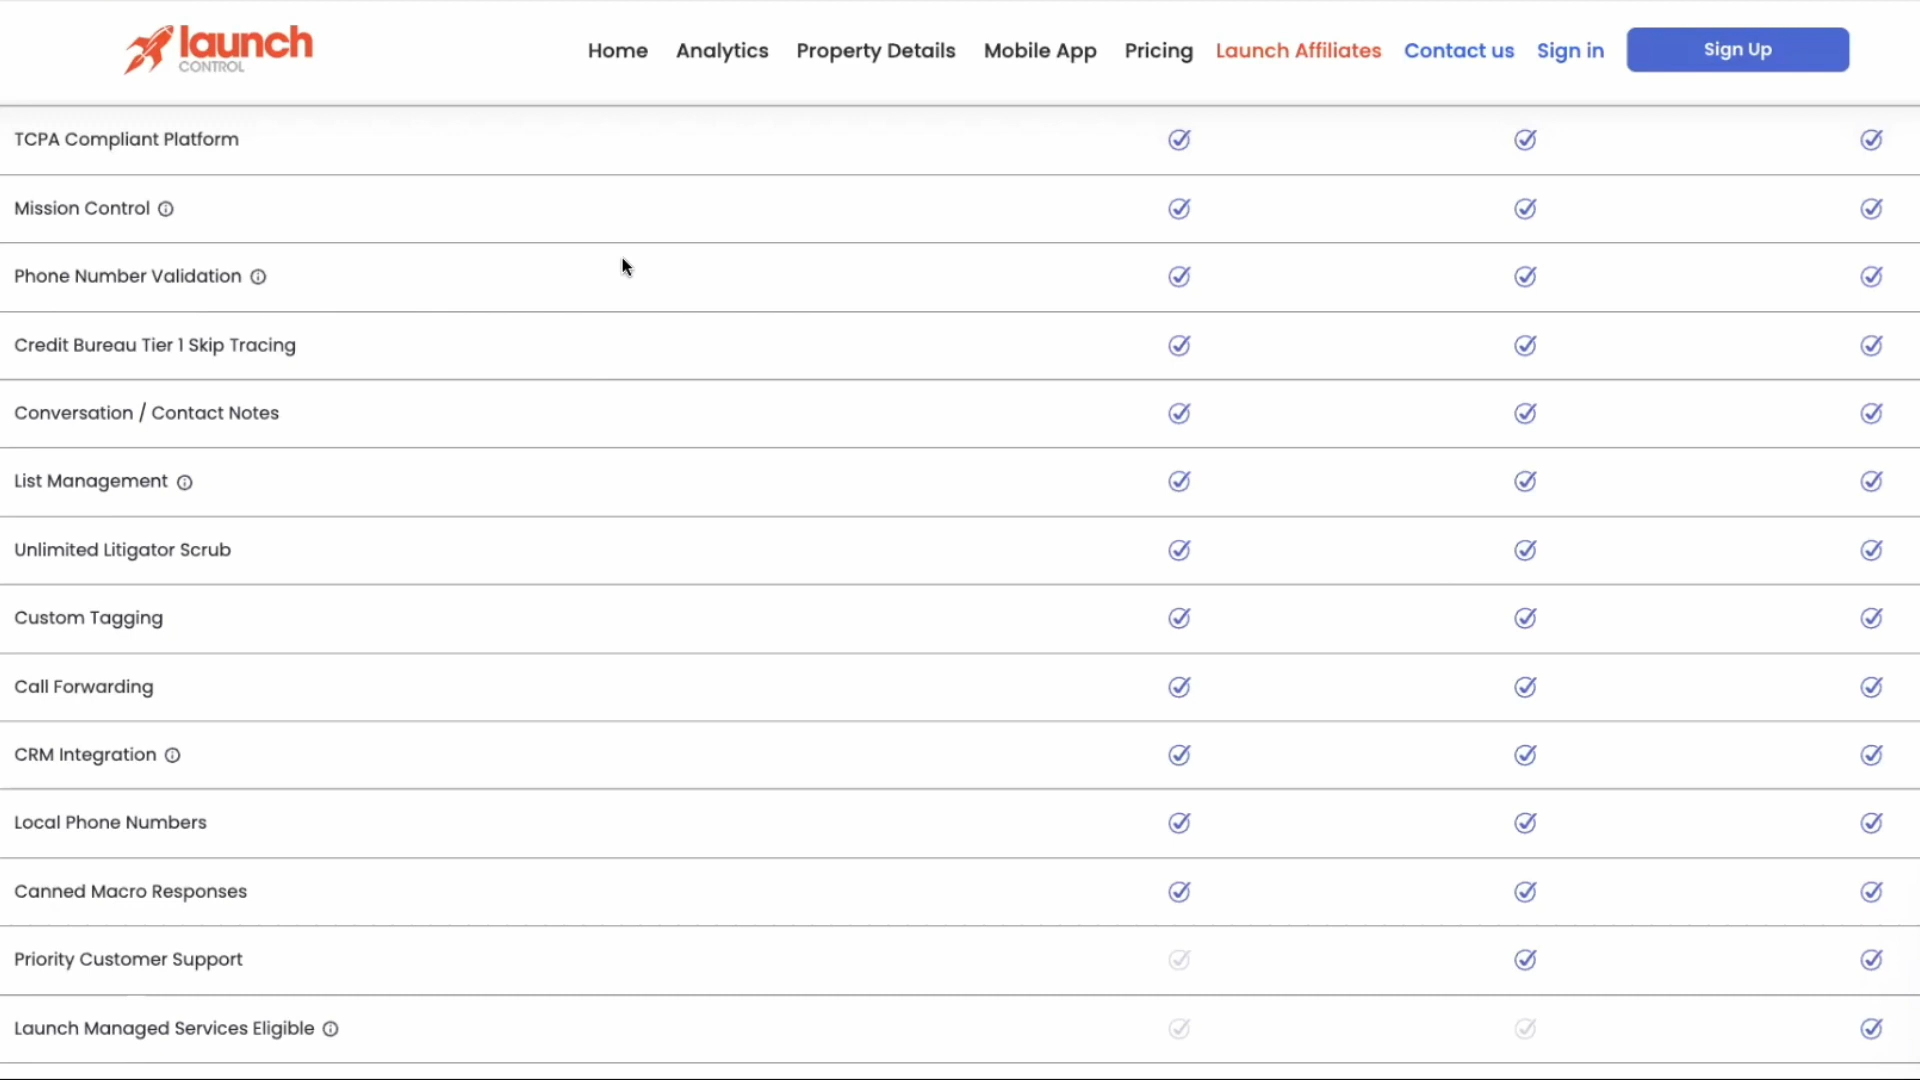 launch
CONTROL
Home Analytics Property Details Mobile App Pricing Launch Affiliates Contact us Sign in Sign Up
TCPA Compliant Platform
Mission Control
Phone Number Validation
Credit Bureau Tier 1 Skip Tracing
Conversation / Contact Notes
List Management
Unlimited Litigator Scrub
Custom Tagging
Call Forwarding
CRM Integration
Local Phone Numbers
Canned Macro Responses
Priority Customer Support
Launch Managed Services Eligible